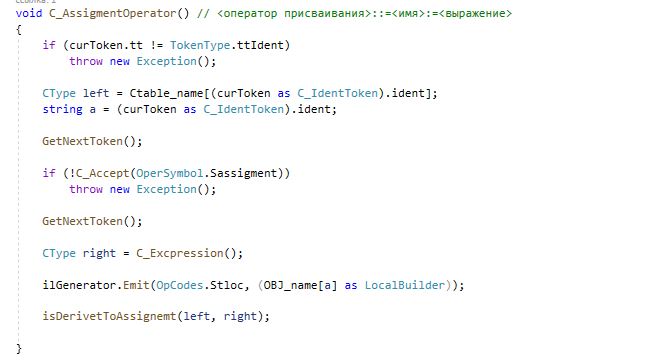 void C_AssigmentOperator() // <оператор присваивания>::=<имя>:=<выражение>
{
if (curToken.tt != TokenType.ttIdent)
throw new Exception();
CType left = Ctable_name[(curToken as C_IdentToken).ident];
string a = (curToken as C_IdentToken).ident;
GetNextToken();
if (!C_Accept(OperSymbol.Sassigment))
throw new Exception();
GetNextToken();
CType right = C_Excpression();
ilGenerator.Emit(OpCodes.Stloc, (OBJ_name[a] as LocalBuilder));
isDerivetToAssignemt(left, right);
}